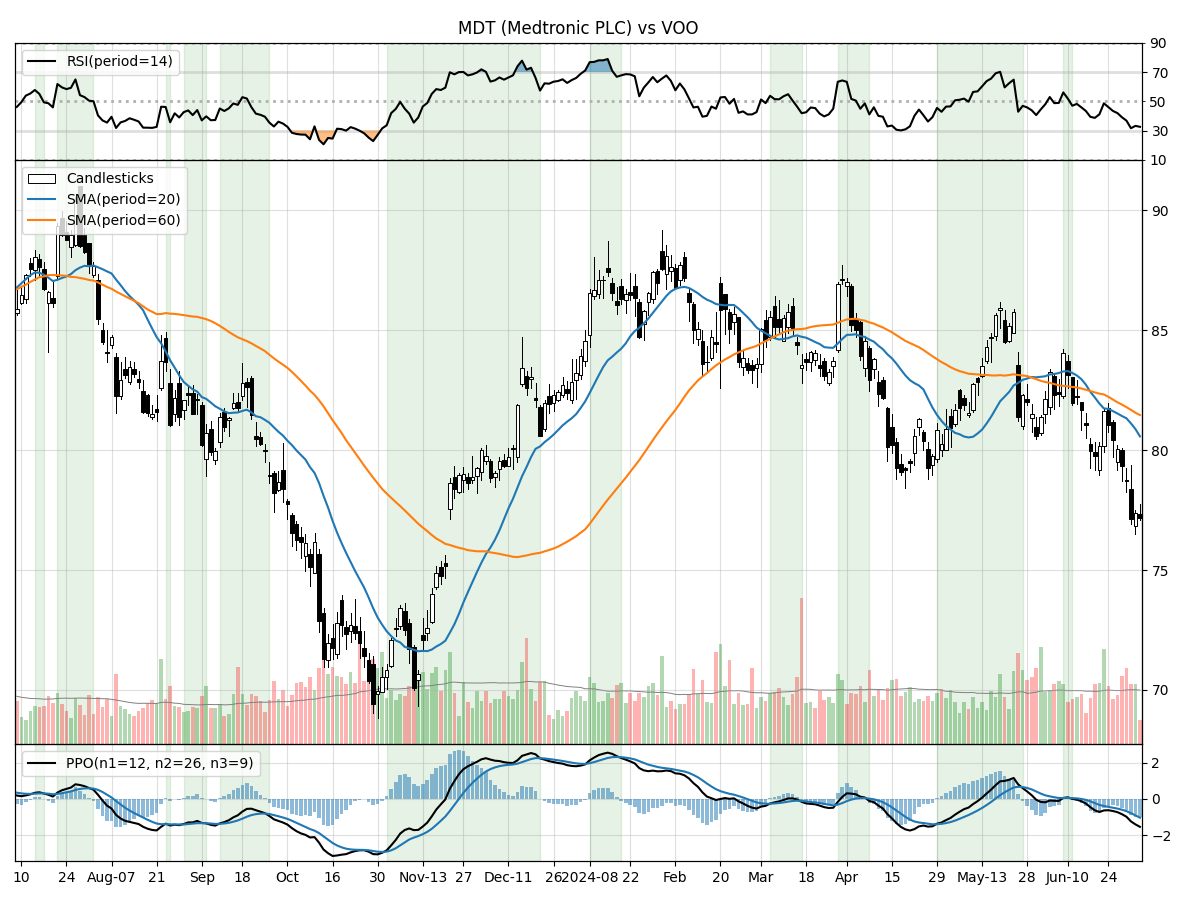 MDT (Medtronic PLC) vs VOO
RSI(period=14)
90
70
50
30
10
Candlesticks
SMA(period=20)
SMA(period=60)
90
85
80
75
70
PPO(n1=12, n2=26, n3=9)
2
0
−2
10 24 Aug-07 21 Sep 18 Oct 16 30 Nov-13 27 Dec-11 26 2024-08 22 Feb 20 Mar 18 Apr 15 29 May-13 28 Jun-10 24